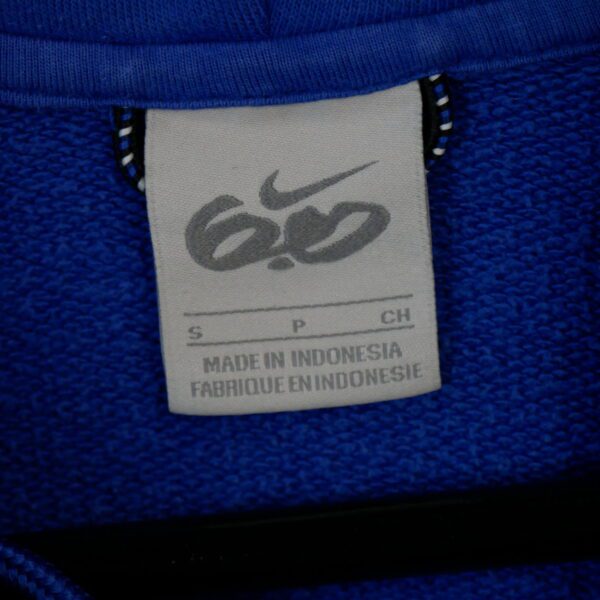 6.0
S P CH
MADE IN INDONESIA
FABRIQUE EN INDONESIE